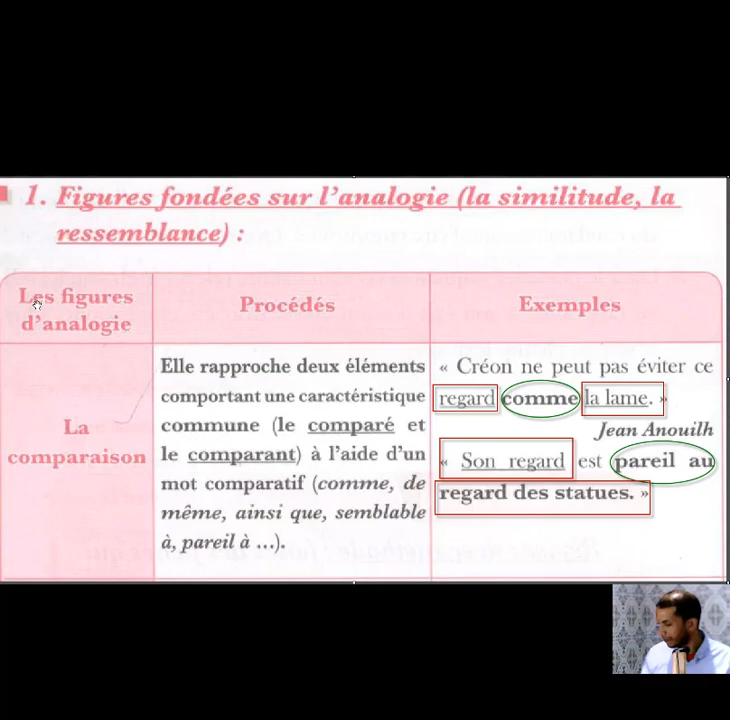 1. Figures fondées sur l'analogie (la similitude, la
ressemblance) :
Les figures
d'analogie
Procédés
Exemples
La
comparaison
Elle rapproche deux éléments
comportant une caractéristique
commune (le comparé et
le comparant) à l'aide d'un
mot comparatif (comme, de
même, ainsi que, semblable
à, pareil à ...).
« Créon ne peut pas éviter ce
regard comme la lame. »
Jean Anouilh
« Son regard est pareil au
regard des statues. »